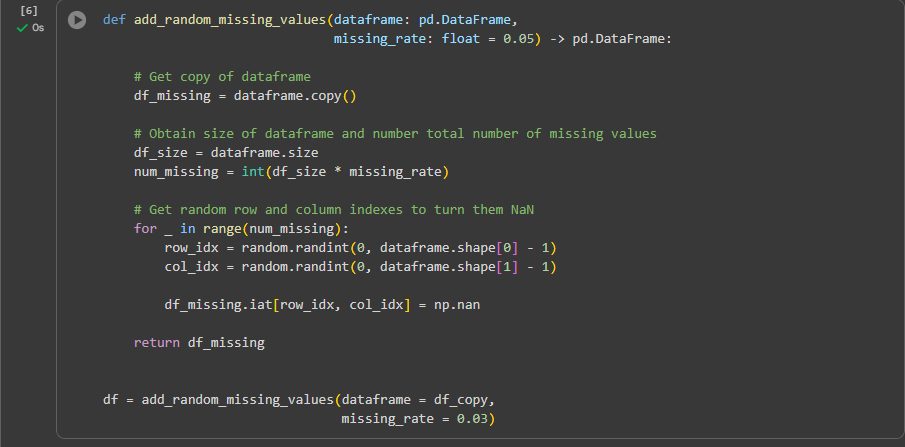 [6]
0s
def add_random_missing_values(dataframe: pd.DataFrame,
                              missing_rate: float = 0.05) -> pd.DataFrame:
    # Get copy of dataframe
    df_missing = dataframe.copy()
    # Obtain size of dataframe and number total number of missing values
    df_size = dataframe.size
    num_missing = int(df_size * missing_rate)
    # Get random row and column indexes to turn them NaN
    for _ in range(num_missing):
        row_idx = random.randint(0, dataframe.shape[0] - 1)
        col_idx = random.randint(0, dataframe.shape[1] - 1)
        df_missing.iat[row_idx, col_idx] = np.nan
    return df_missing
df = add_random_missing_values(dataframe = df_copy,
                               missing_rate = 0.03)